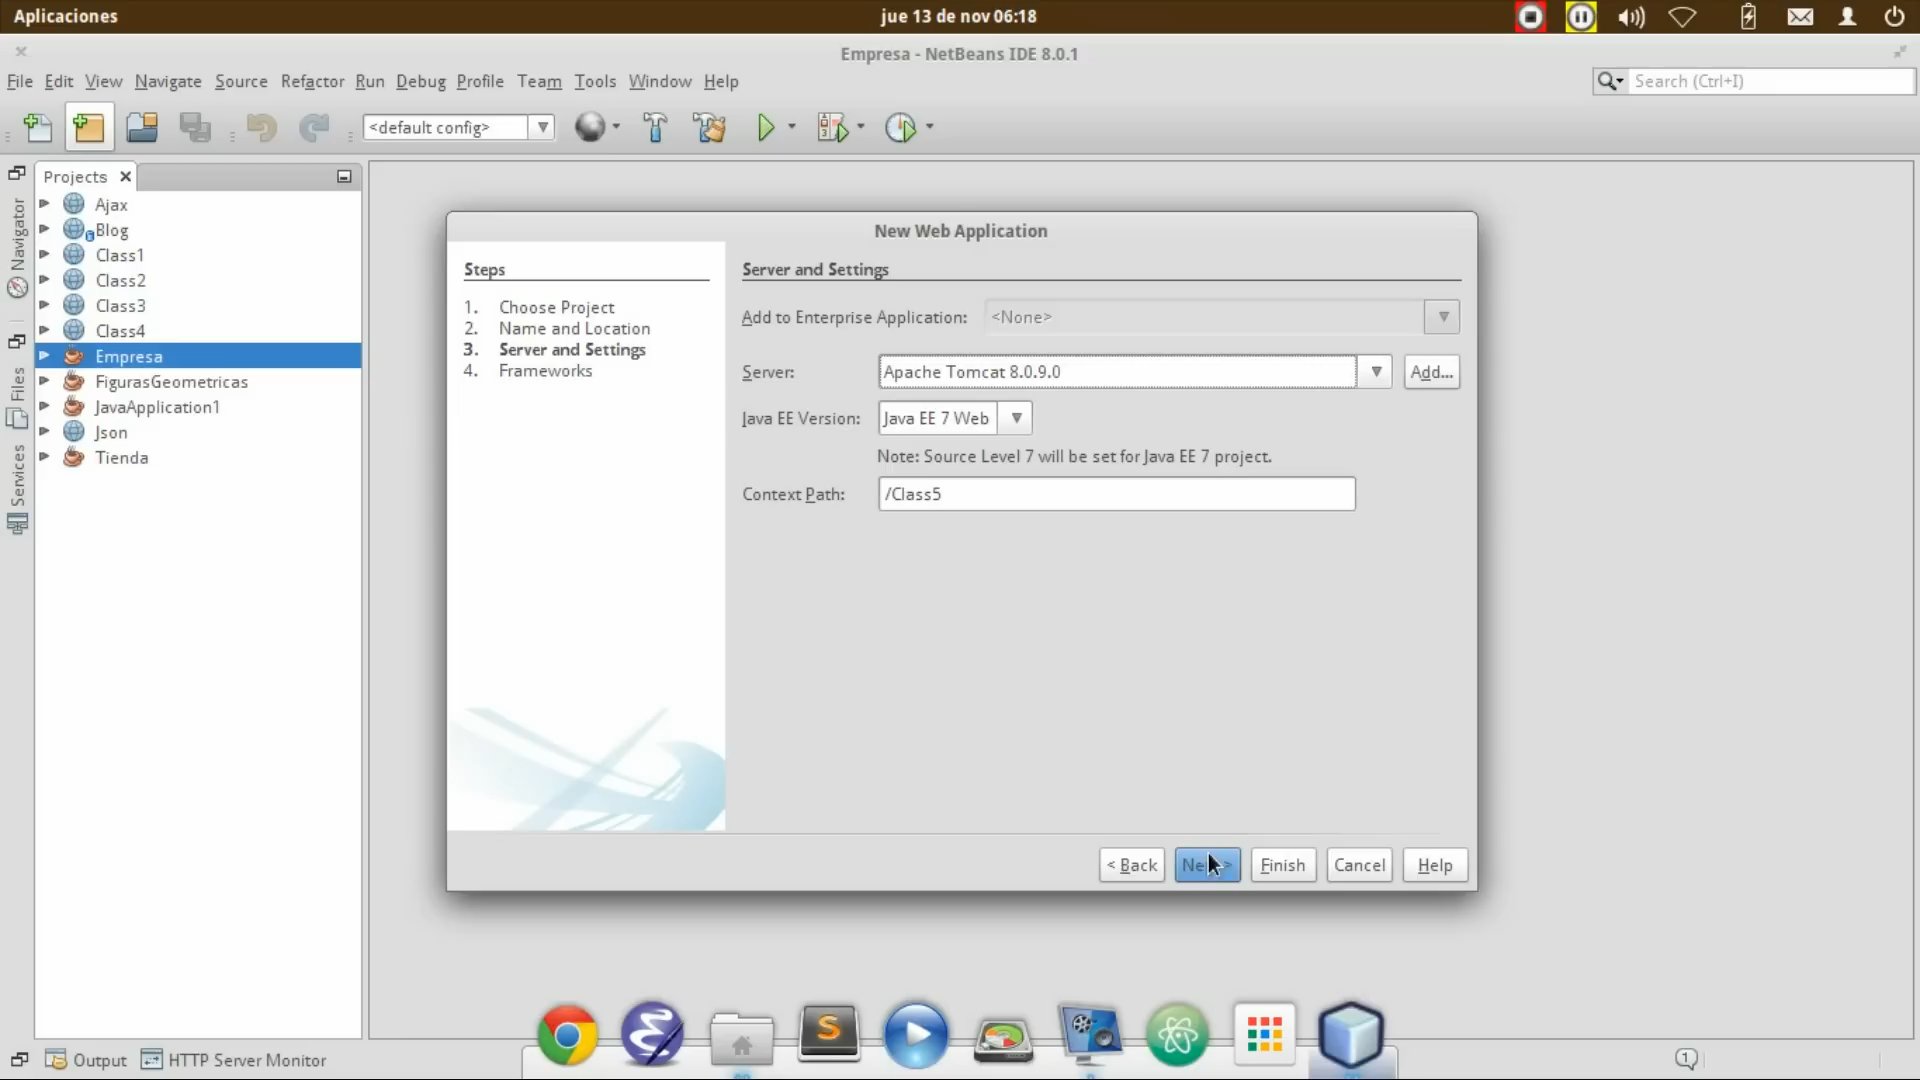 Aplicaciones
jue 13 de nov 06:18
Empresa - NetBeans IDE 8.0.1
File Edit View Navigate Source Refactor Run Debug Profile Team Tools Window Help
Search (Ctrl+I)
<default config>
Projects
Navigator
Files
Services
Ajax
Blog
Class1
Class2
Class3
Class4
Empresa
FigurasGeometricas
JavaApplication1
Json
Tienda
New Web Application
Steps
1. Choose Project
2. Name and Location
3. Server and Settings
4. Frameworks
Server and Settings
Add to Enterprise Application: <None>
Server: Apache Tomcat 8.0.9.0 Add...
Java EE Version: Java EE 7 Web
Note: Source Level 7 will be set for Java EE 7 project.
Context Path: /Class5
< Back Finish Cancel Help
Output HTTP Server Monitor
1